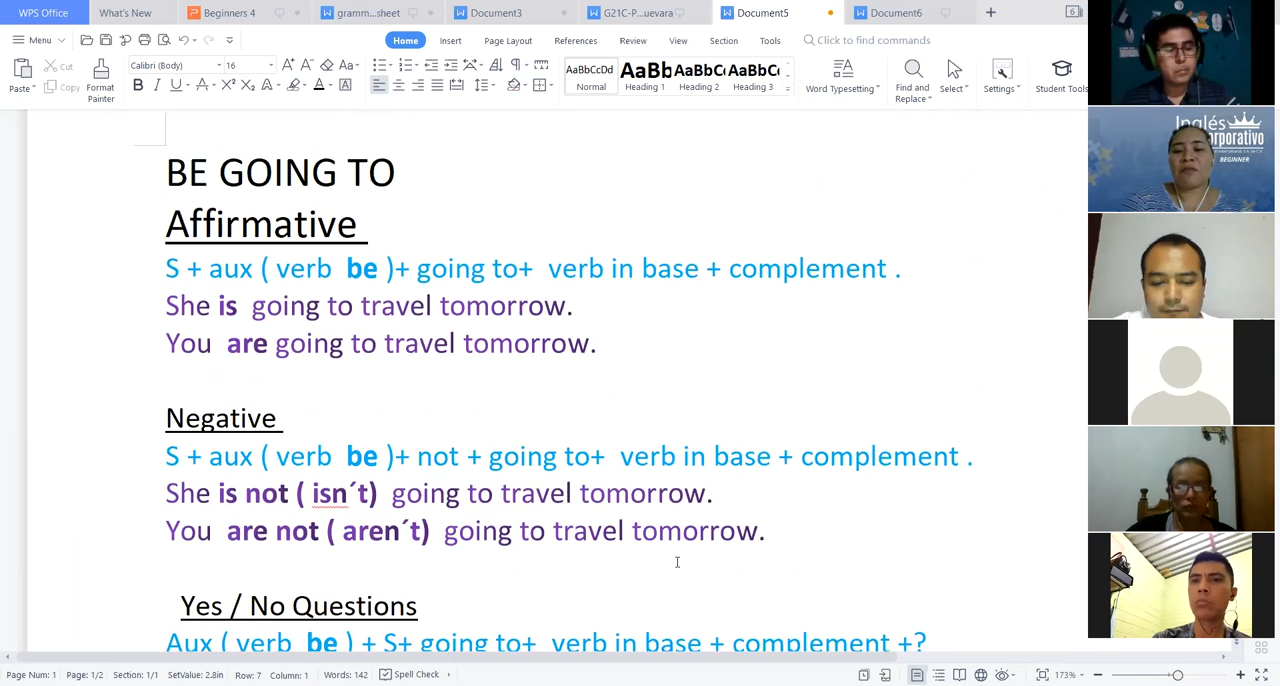 WPS Office What's New Beginners 4 gramm...sheet Document3 G21C-P...uevara Document5 Document6 6
Menu Home Insert Page Layout References Review View Section Tools Click to find commands
Paste Cut Copy Format Painter Calibri (Body) 16 AaBbCcDd Normal AaBb Heading 1 AaBbC Heading 2 AaBbC Heading 3 Word Typesetting Find and Replace Select Settings Student Tools
BE GOING TO
Affirmative
S + aux ( verb be )+ going to+ verb in base + complement .
She is going to travel tomorrow.
You are going to travel tomorrow.
Negative
S + aux ( verb be )+ not + going to+ verb in base + complement .
She is not ( isn´t) going to travel tomorrow.
You are not ( aren´t) going to travel tomorrow.
Yes / No Questions
Aux ( verb be ) + S+ going to+ verb in base + complement +?
Page Num: 1 Page: 1/2 Section: 1/1 SetValue: 2.8in Row: 7 Column: 1 Words: 142 Spell Check 173%
Inglés
orporativo
BEGINNER